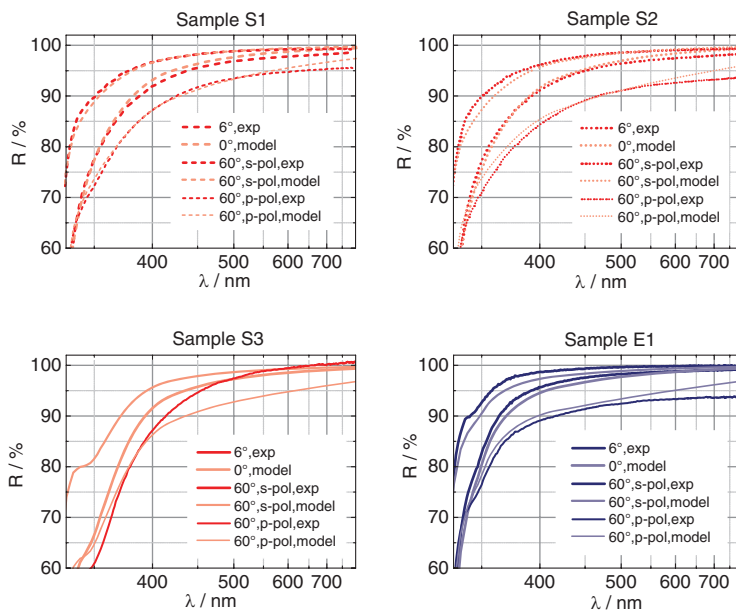 Sample S1
100
90
80
70
60
R / %
6°,exp
0°,model
60°,s-pol,exp
60°,s-pol,model
60°,p-pol,exp
60°,p-pol,model
400 500 600 700
λ / nm
Sample S2
100
90
80
70
60
R / %
6°,exp
0°,model
60°,s-pol,exp
60°,s-pol,model
60°,p-pol,exp
60°,p-pol,model
400 500 600 700
λ / nm
Sample S3
100
90
80
70
60
R / %
6°,exp
0°,model
60°,s-pol,exp
60°,s-pol,model
60°,p-pol,exp
60°,p-pol,model
400 500 600 700
λ / nm
Sample E1
100
90
80
70
60
R / %
6°,exp
0°,model
60°,s-pol,exp
60°,s-pol,model
60°,p-pol,exp
60°,p-pol,model
400 500 600 700
λ / nm